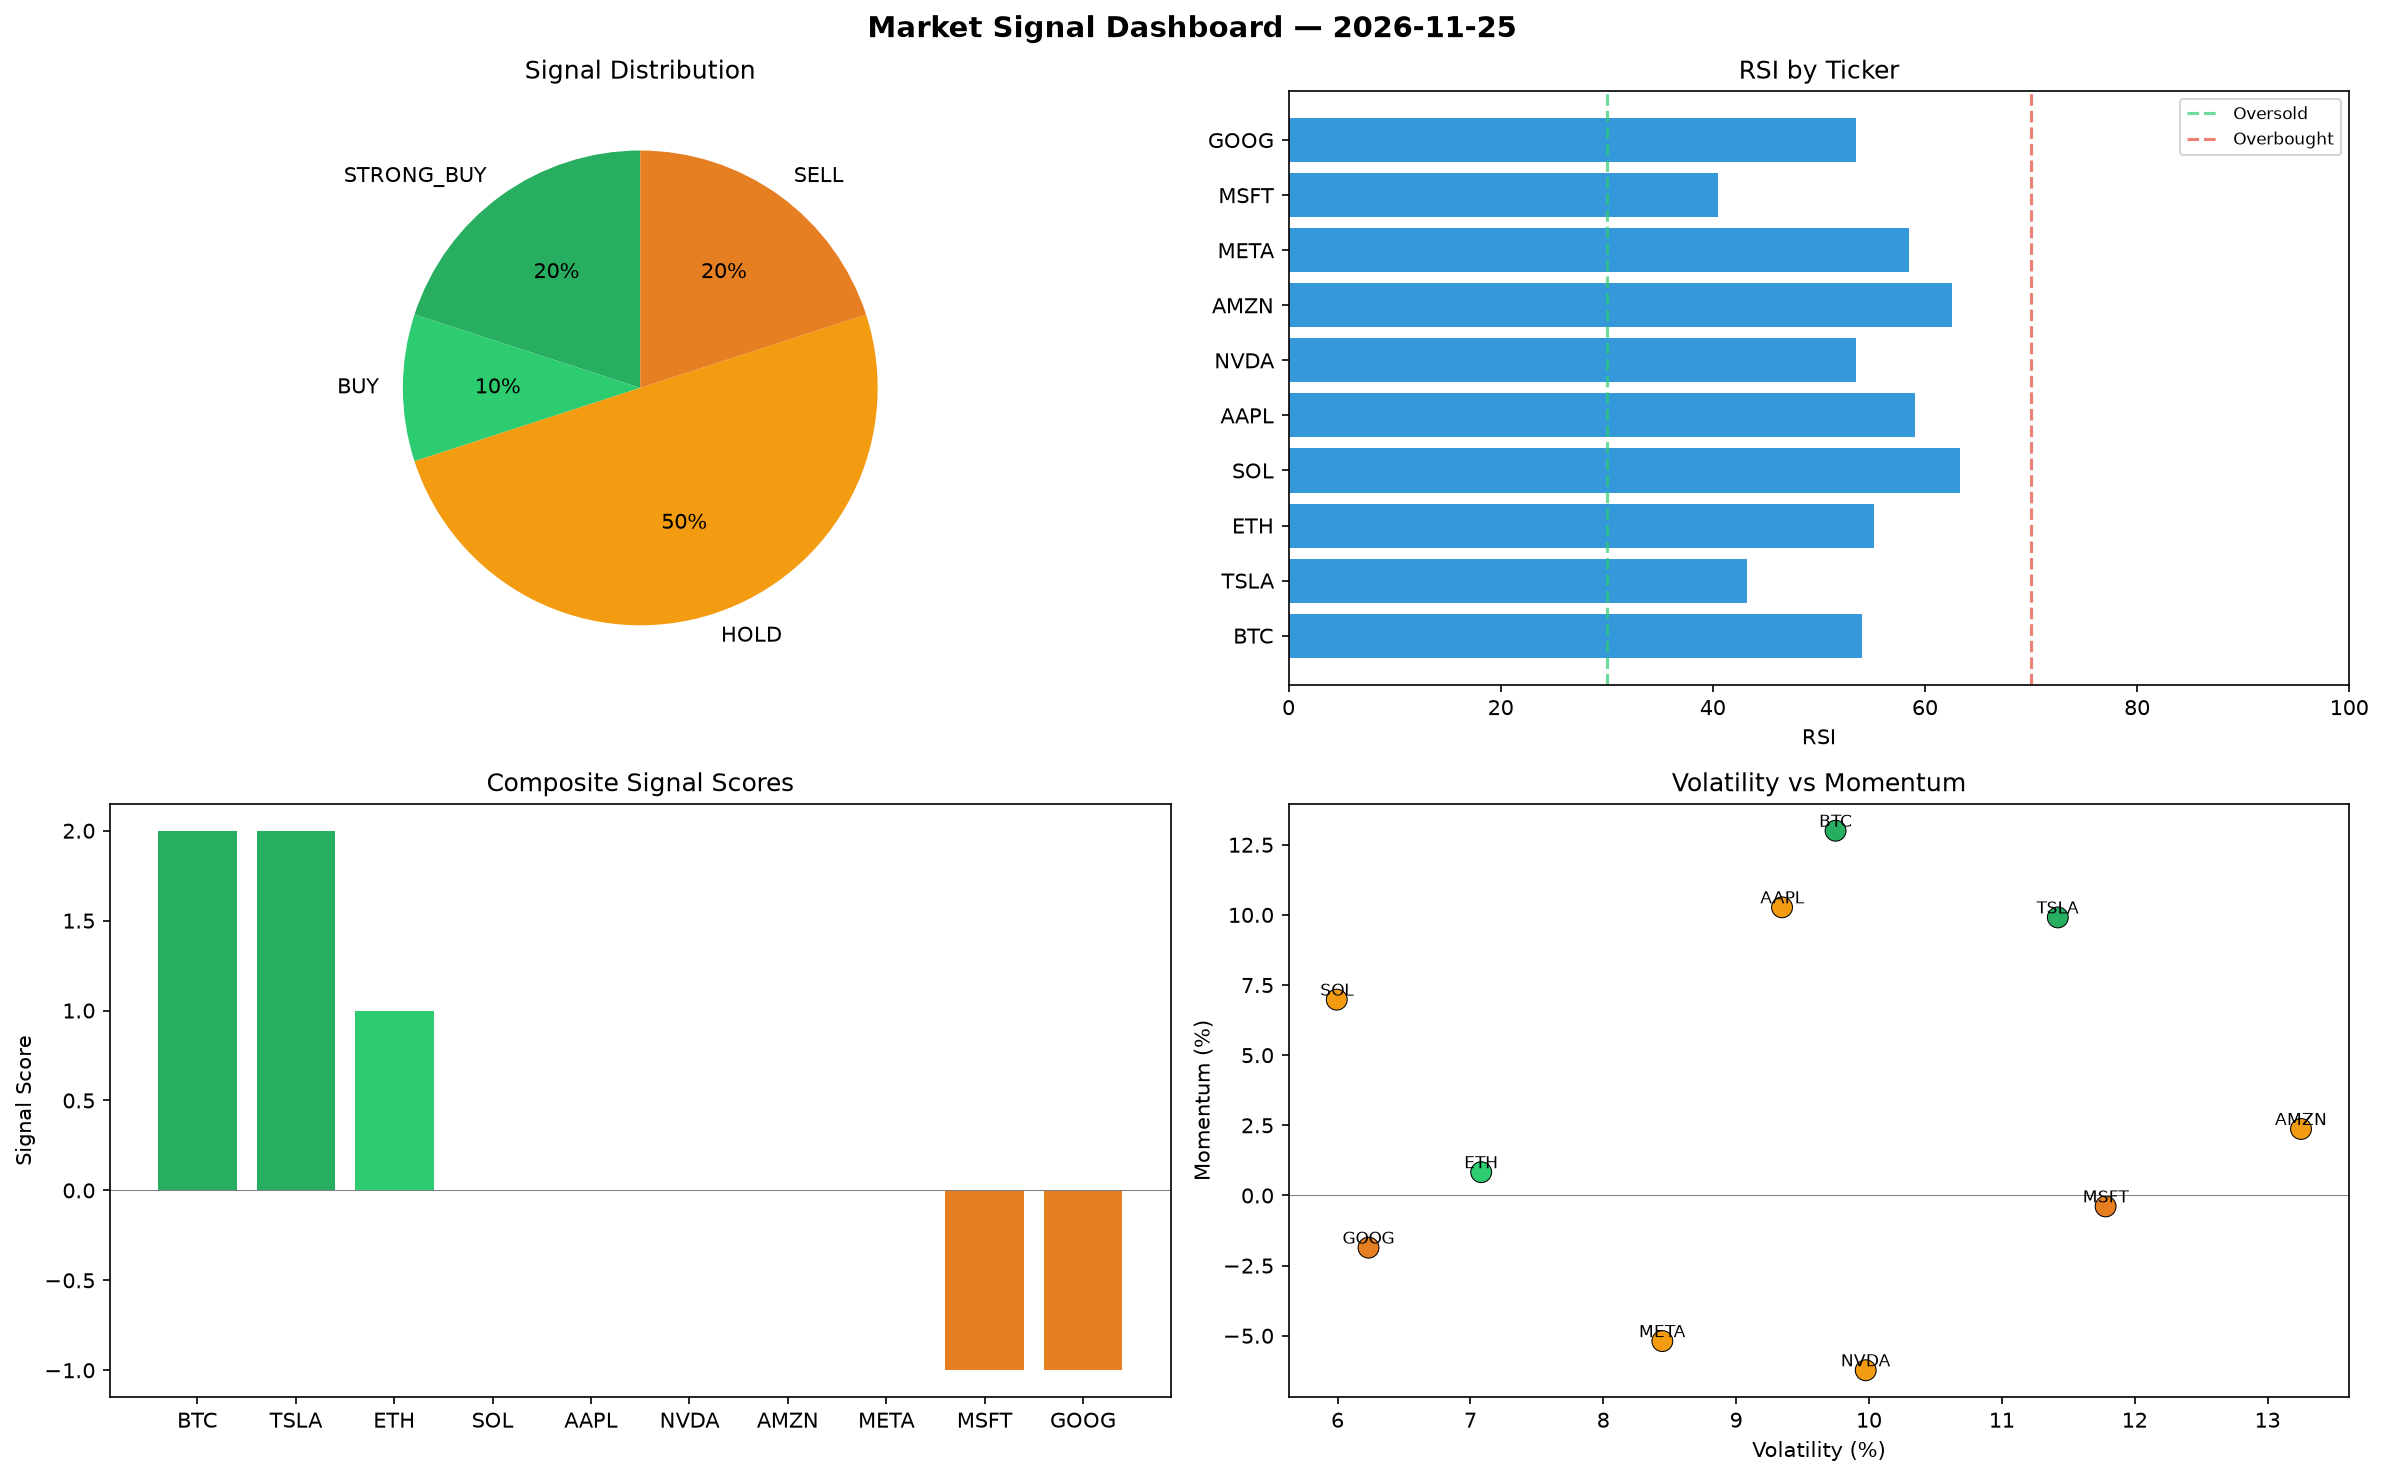 Market Signal Dashboard — 2026-11-25
Signal Distribution
STRONG_BUY
SELL
20%
20%
BUY
10%
50%
HOLD
RSI by Ticker
Oversold
Overbought
GOOG
MSFT
META
AMZN
NVDA
AAPL
SOL
ETH
TSLA
BTC
0 20 40 60 80 100
RSI
Composite Signal Scores
Signal Score
2.0
1.5
1.0
0.5
0.0
−0.5
−1.0
BTC TSLA ETH SOL AAPL NVDA AMZN META MSFT GOOG
Volatility vs Momentum
Momentum (%)
12.5
10.0
7.5
5.0
2.5
0.0
−2.5
−5.0
BTC
AAPL
TSLA
SOL
AMZN
ETH
MSFT
GOOG
META
NVDA
6 7 8 9 10 11 12 13
Volatility (%)